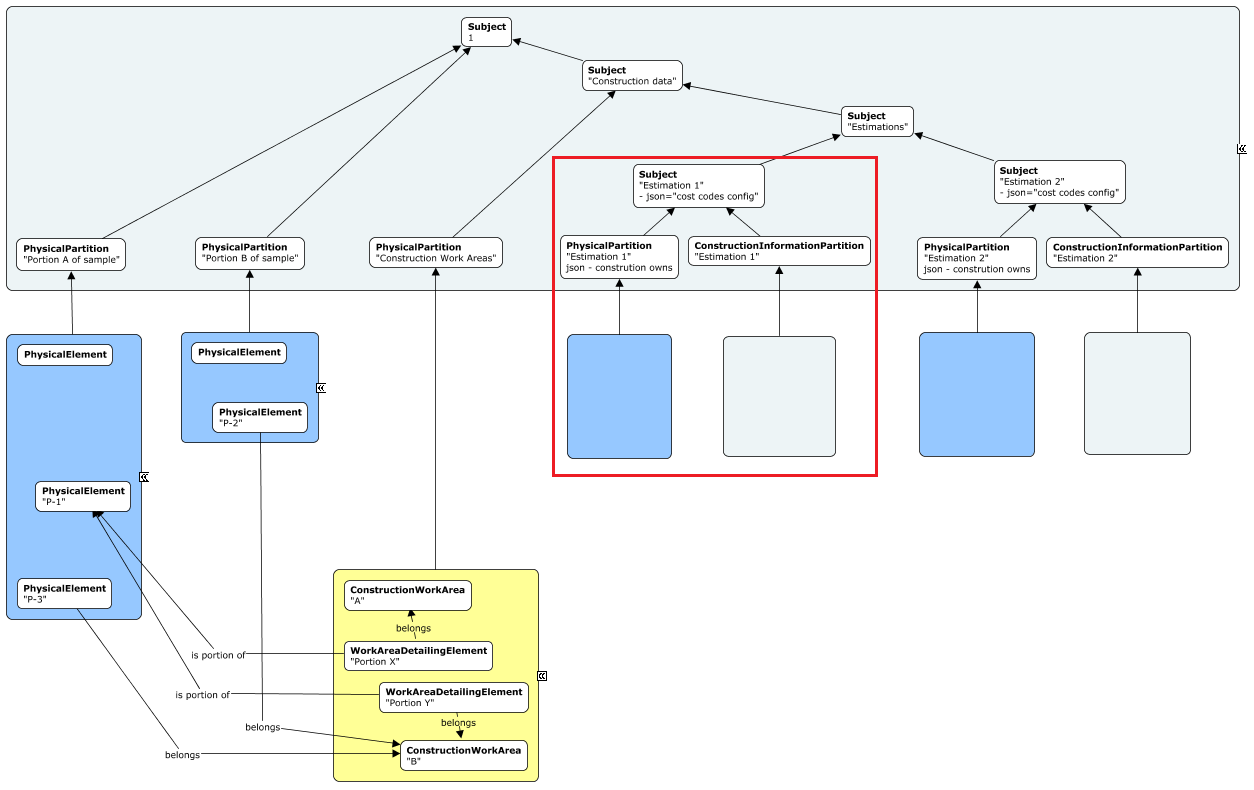 Subject
1
Subject
"Construction data"
Subject
"Estimations"
Subject
"Estimation 1"
- json="cost codes config"
Subject
"Estimation 2"
- json="cost codes config"
PhysicalPartition
"Portion A of sample"
PhysicalPartition
"Portion B of sample"
PhysicalPartition
"Construction Work Areas"
PhysicalPartition
"Estimation 1"
json - constrution owns
ConstructionInformationPartition
"Estimation 1"
PhysicalPartition
"Estimation 2"
json - constrution owns
ConstructionInformationPartition
"Estimation 2"
PhysicalElement
PhysicalElement
PhysicalElement
"P-2"
PhysicalElement
"P-1"
PhysicalElement
"P-3"
ConstructionWorkArea
"A"
belongs
WorkAreaDetailingElement
"Portion X"
is portion of
WorkAreaDetailingElement
"Portion Y"
is portion of
belongs
belongs
ConstructionWorkArea
"B"
belongs